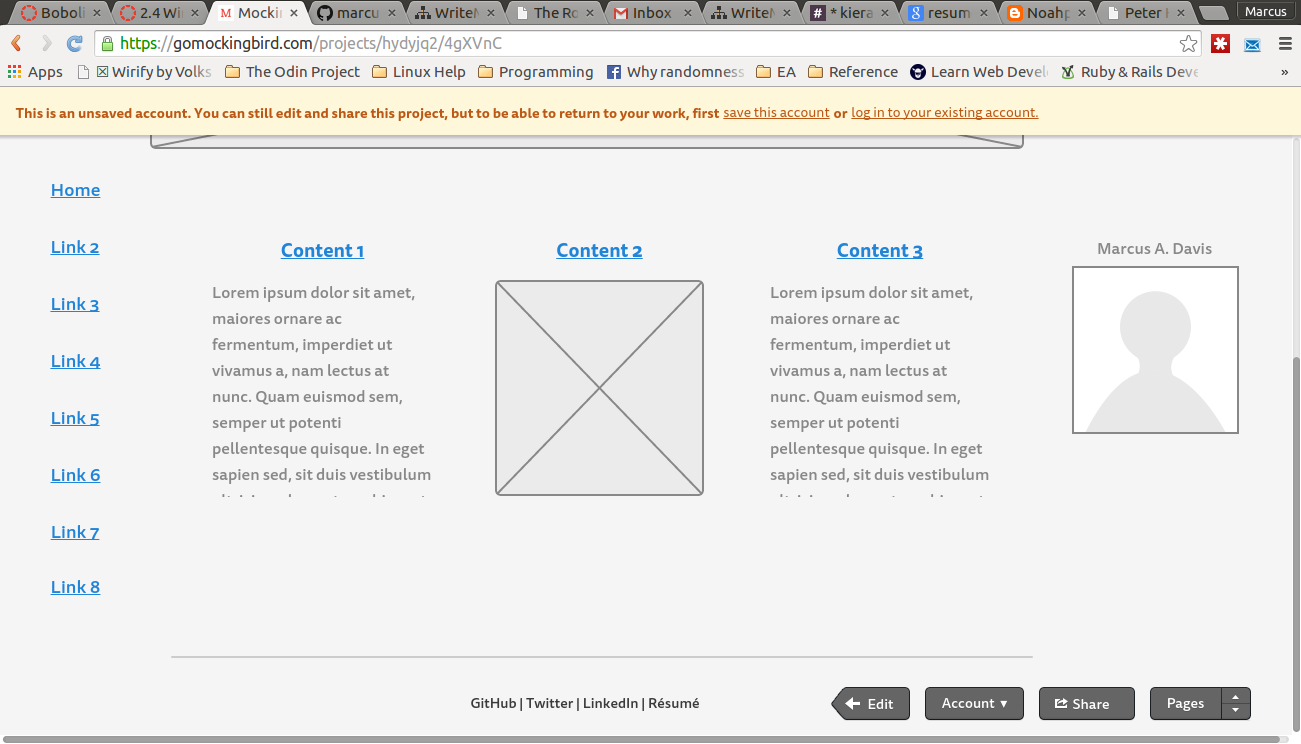 Boboli 2.4 Wi Mocki marcu WriteM The Ro Inbox WriteM * kiera resum Noahp Peter Marcus
https://gomockingbird.com/projects/hydyjq2/4gXVnC
Apps Wirify by Volks The Odin Project Linux Help Programming Why randomness EA Reference Learn Web Devel Ruby & Rails Deve »
This is an unsaved account. You can still edit and share this project, but to be able to return to your work, first save this account or log in to your existing account.
Home
Link 2
Link 3
Link 4
Link 5
Link 6
Link 7
Link 8
Content 1
Lorem ipsum dolor sit amet,
maiores ornare ac
fermentum, imperdiet ut
vivamus a, nam lectus at
nunc. Quam euismod sem,
semper ut potenti
pellentesque quisque. In eget
sapien sed, sit duis vestibulum
Content 2
Content 3
Lorem ipsum dolor sit amet,
maiores ornare ac
fermentum, imperdiet ut
vivamus a, nam lectus at
nunc. Quam euismod sem,
semper ut potenti
pellentesque quisque. In eget
sapien sed, sit duis vestibulum
Marcus A. Davis
GitHub | Twitter | LinkedIn | Résumé
Edit Account ▾ Share Pages